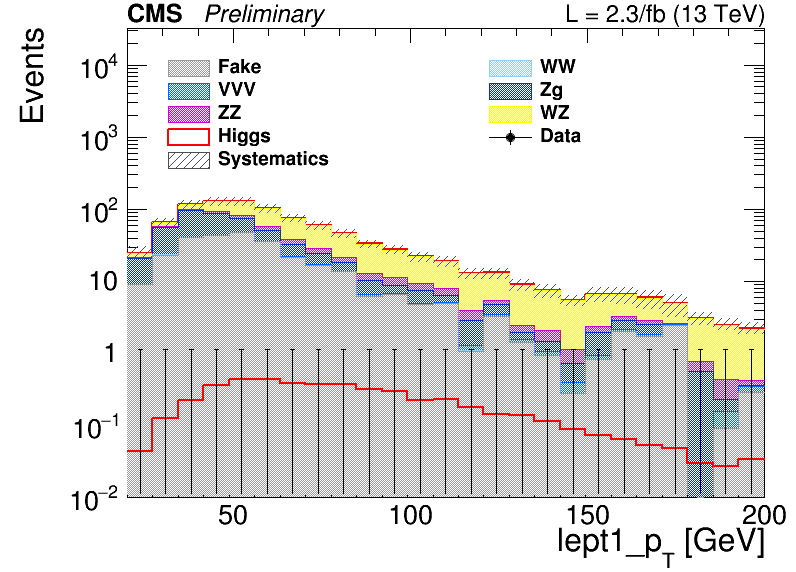 CMS Preliminary L = 2.3/fb (13 TeV)
Events
Fake WW
VVV Zg
ZZ WZ
Higgs Data
Systematics
10⁴
10³
10²
10
1
10⁻¹
10⁻²
50 100 150 200
lept1_p_T [GeV]